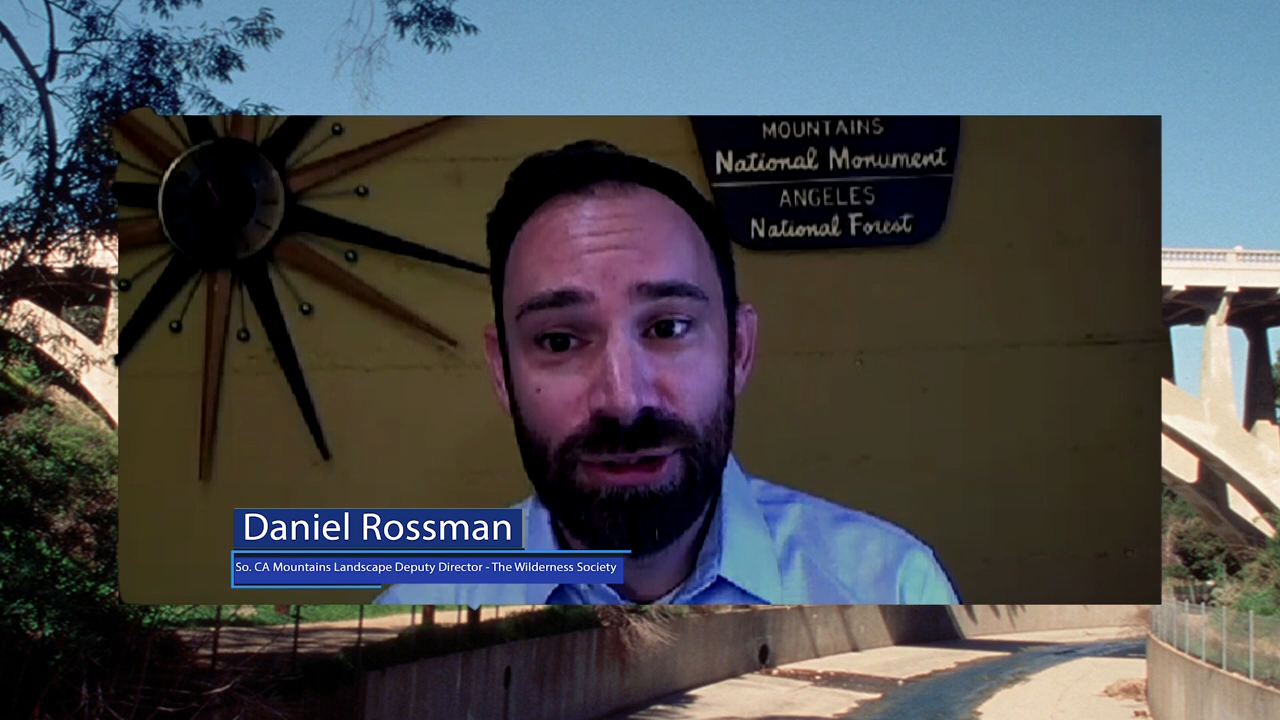 MOUNTAINS
National Monument
ANGELES
National Forest
Daniel Rossman
So. CA Mountains Landscape Deputy Director - The Wilderness Society